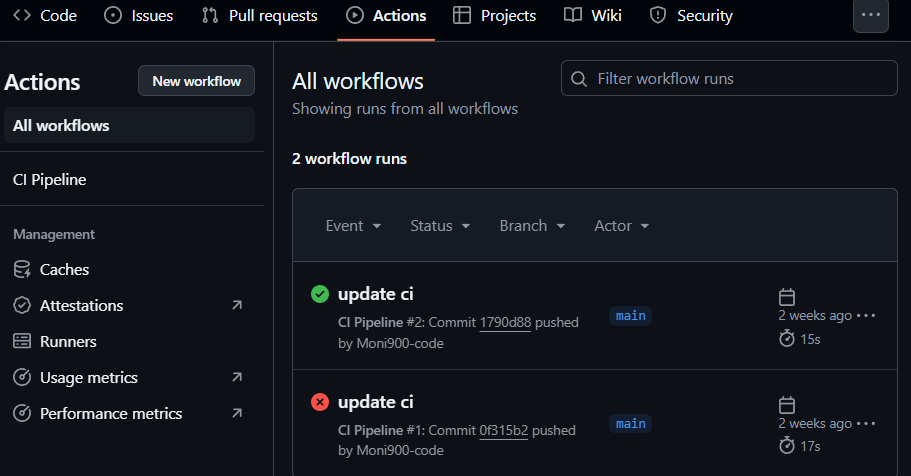 Code Issues Pull requests Actions Projects Wiki Security
Actions
New workflow
All workflows
CI Pipeline
Management
Caches
Attestations
Runners
Usage metrics
Performance metrics
All workflows
Filter workflow runs
Showing runs from all workflows
2 workflow runs
Event Status Branch Actor
update ci
CI Pipeline #2: Commit 1790d88 pushed
by Moni900-code
main
2 weeks ago
15s
update ci
CI Pipeline #1: Commit 0f315b2 pushed
by Moni900-code
main
2 weeks ago
17s